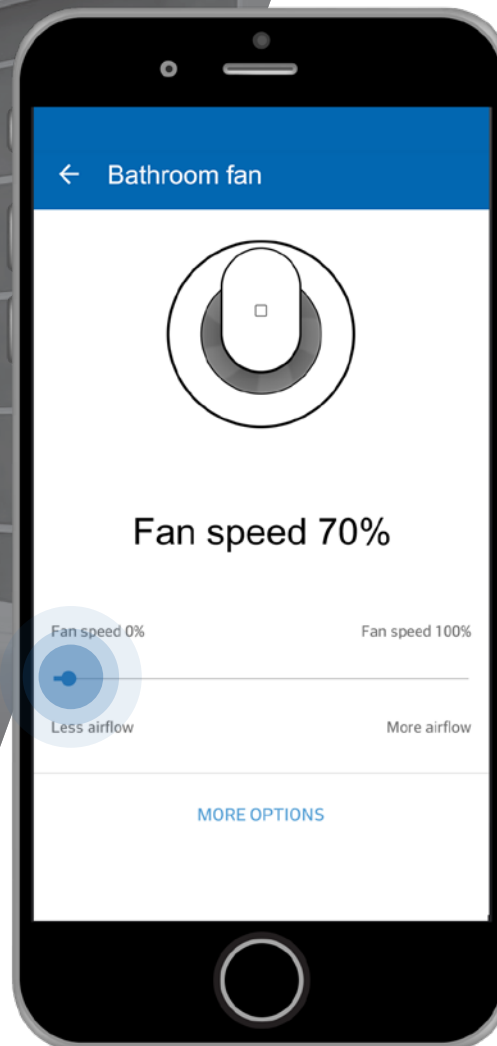 Bathroom fan
Fan speed 70%
Fan speed 0%
Fan speed 100%
Less airflow
More airflow
MORE OPTIONS